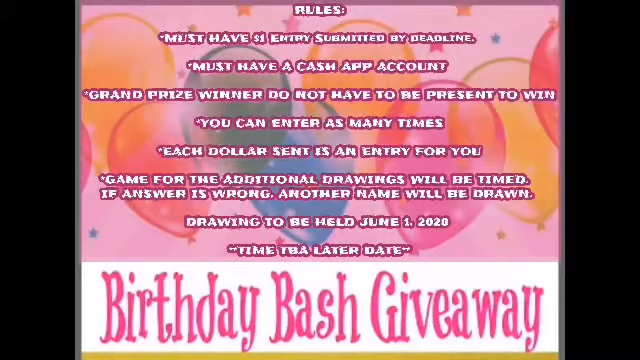 RULES:
*MUST HAVE $1 ENTRY SUBMITTED BY DEADLINE.
*MUST HAVE A CASH APP ACCOUNT
*GRAND PRIZE WINNER DO NOT HAVE TO BE PRESENT TO WIN
*YOU CAN ENTER AS MANY TIMES
*EACH DOLLAR SENT IS AN ENTRY FOR YOU
*GAME FOR THE ADDITIONAL DRAWINGS WILL BE TIMED.
IF ANSWER IS WRONG, ANOTHER NAME WILL BE DRAWN.
DRAWING TO BE HELD JUNE 1, 2020
**TIME TBA LATER DATE**
Birthday Bash Giveaway